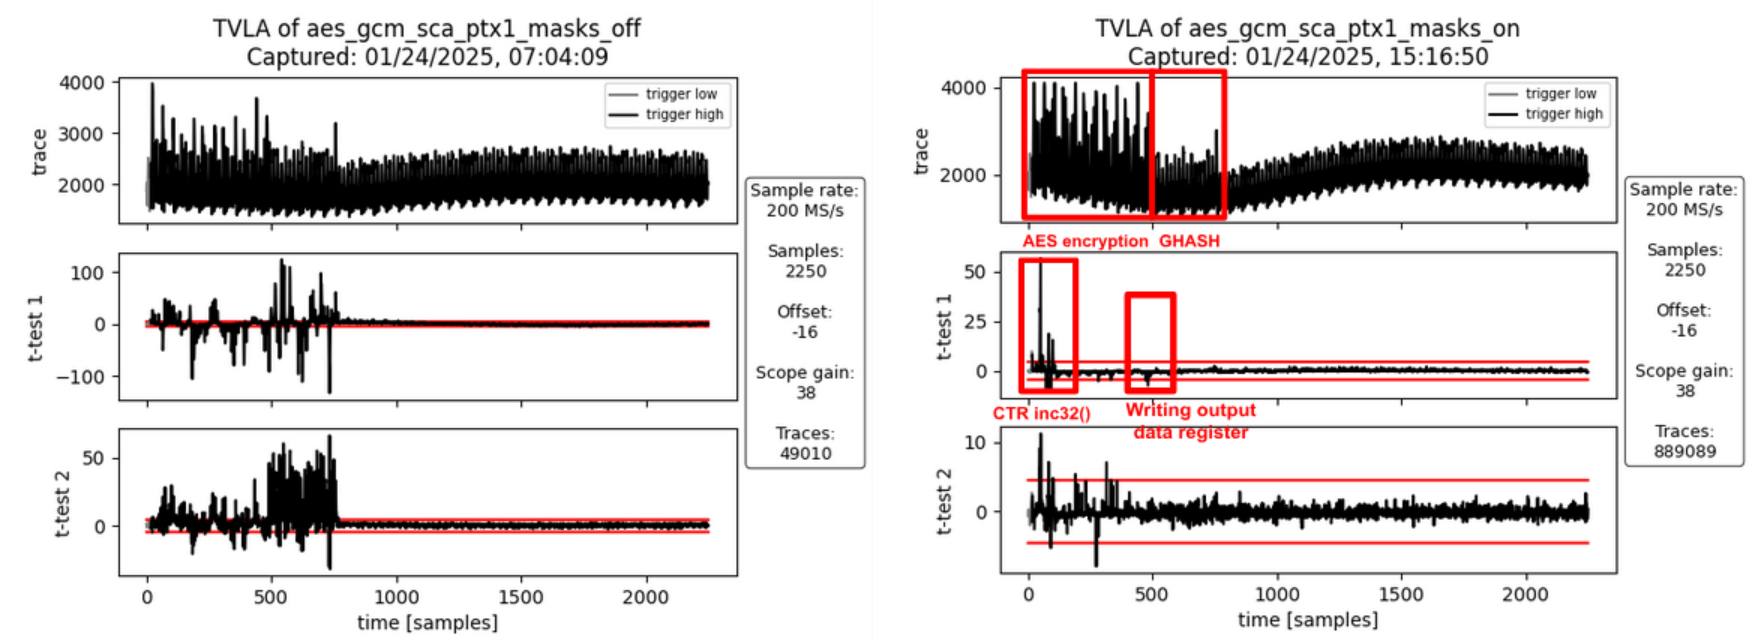 TVLA of aes_gcm_sca_ptx1_masks_off
Captured: 01/24/2025, 07:04:09
trace
4000
3000
2000
trigger low
trigger high
t-test 1
100
0
−100
t-test 2
50
0
0
500
1000
1500
2000
time [samples]
Sample rate:
200 MS/s
Samples:
2250
Offset:
-16
Scope gain:
38
Traces:
49010
TVLA of aes_gcm_sca_ptx1_masks_on
Captured: 01/24/2025, 15:16:50
trace
4000
2000
trigger low
trigger high
AES encryption
GHASH
t-test 1
50
25
0
CTR inc32()
Writing output
data register
t-test 2
10
0
0
500
1000
1500
2000
time [samples]
Sample rate:
200 MS/s
Samples:
2250
Offset:
-16
Scope gain:
38
Traces:
889089